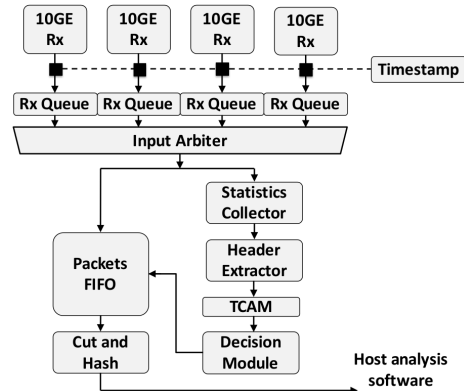 10GE 10GE 10GE 10GE
Rx Rx Rx Rx
Timestamp
Rx Queue Rx Queue Rx Queue Rx Queue
Input Arbiter
Statistics
Collector
Packets
FIFO
Header
Extractor
TCAM
Cut and
Hash
Decision
Module
Host analysis
software